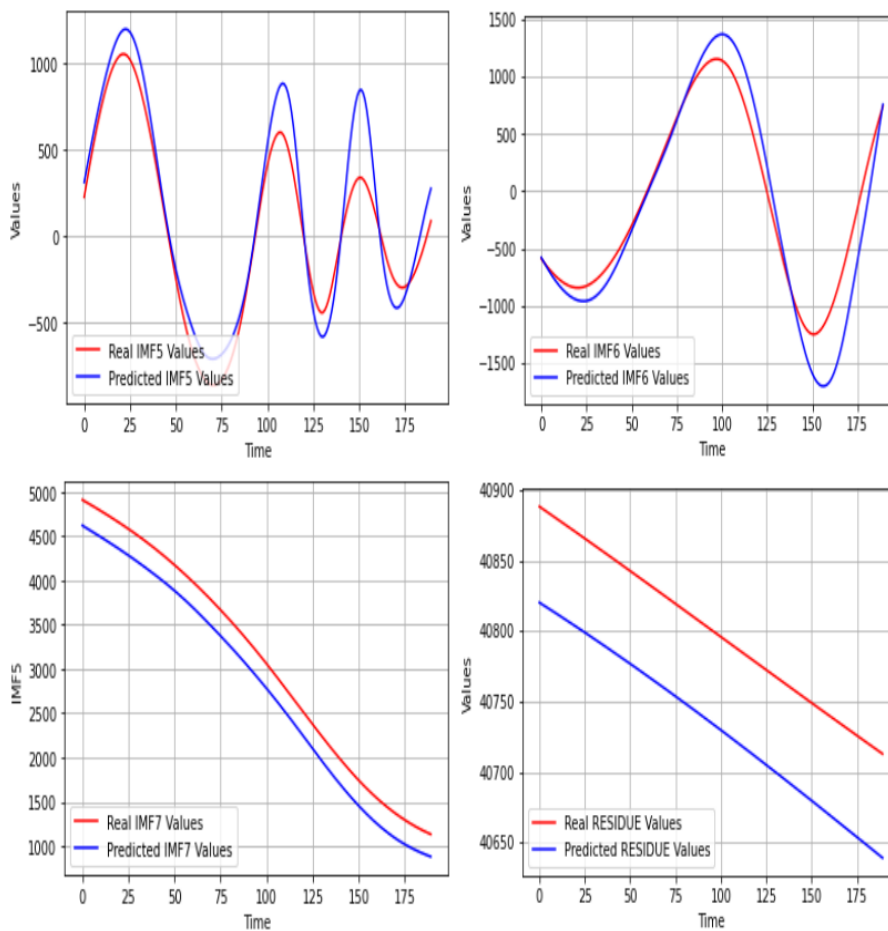 1000
500
0
−500
Values
Real IMF5 Values
Predicted IMF5 Values
0 25 50 75 100 125 150 175
Time
1500
1000
500
0
−500
−1000
−1500
Values
Real IMF6 Values
Predicted IMF6 Values
0 25 50 75 100 125 150 175
Time
5000
4500
4000
3500
3000
2500
2000
1500
1000
IMF5
Real IMF7 Values
Predicted IMF7 Values
0 25 50 75 100 125 150 175
Time
40900
40850
40800
40750
40700
40650
Values
Real RESIDUE Values
Predicted RESIDUE Values
0 25 50 75 100 125 150 175
Time